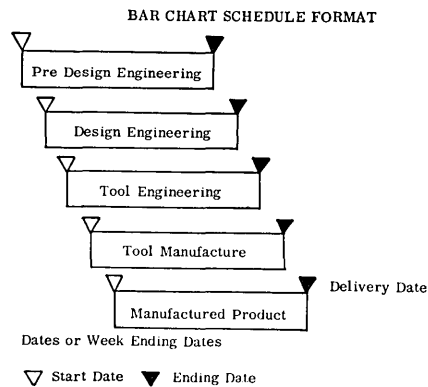 BAR CHART SCHEDULE FORMAT
Pre Design Engineering
Design Engineering
Tool Engineering
Tool Manufacture
Delivery Date
Manufactured Product
Dates or Week Ending Dates
Start Date Ending Date